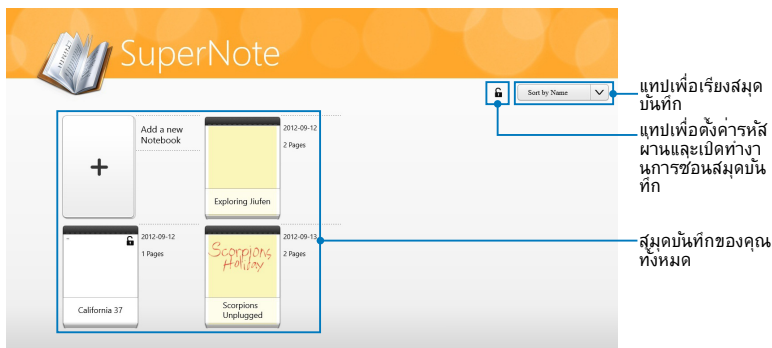 SuperNote
Sort by Name
แทปเพื่อเรียงสมุด
บันทึก
แทปเพื่อตั้งค่ารหัส
ผ่านและเปิดทำงา
นการซ่อนสมุดบัน
ทึก
Add a new
Notebook
2012-09-12
2 Pages
Exploring Jiufen
2012-09-12
1 Pages
California 37
Scorpions
Holiday
2012-09-13
2 Pages
Scorpions
Unplugged
สมุดบันทึกของคุณ
ทั้งหมด